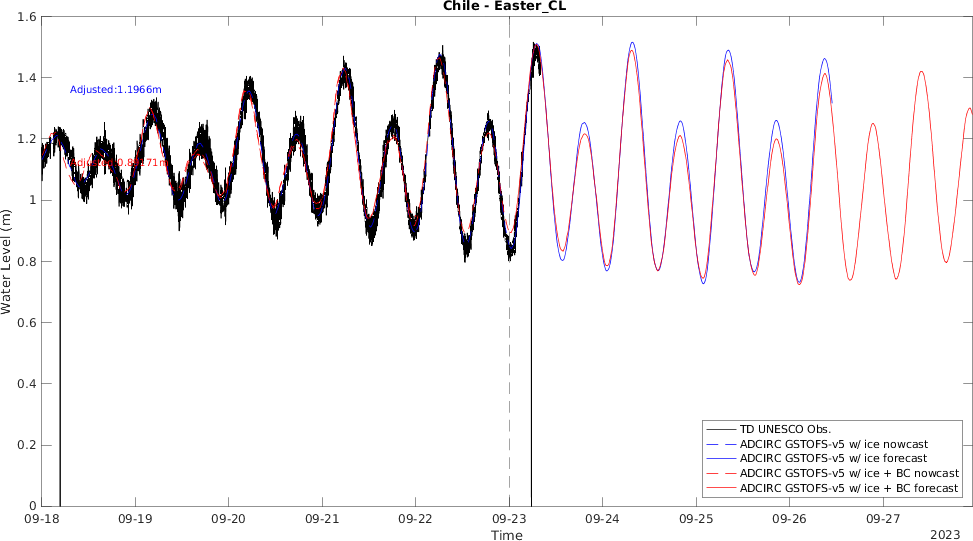 Chile - Easter_CL
1.6
1.4
1.2
1
0.8
0.6
0.4
0.2
0
Water Level (m)
Adjusted:1.1966m
TD UNESCO Obs.
ADCIRC GSTOFS-v5 w/ ice nowcast
ADCIRC GSTOFS-v5 w/ ice forecast
ADCIRC GSTOFS-v5 w/ ice + BC nowcast
ADCIRC GSTOFS-v5 w/ ice + BC forecast
09-18
09-19
09-20
09-21
09-22
09-23
09-24
09-25
09-26
09-27
Time
2023